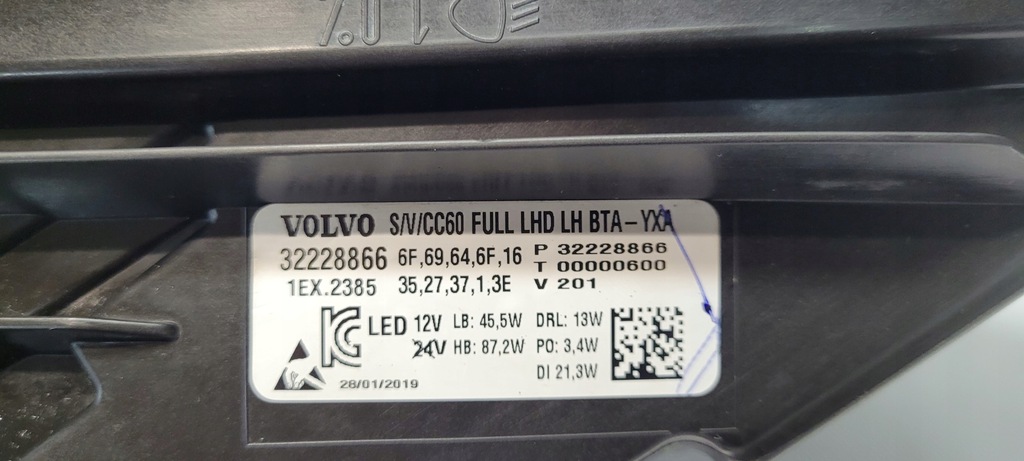 1,0%
VOLVO S/V/CC60 FULL LHD LH BTA-YXA
32228866 6F,69,64,6F,16 P 32228866
T 00000600
1EX.2385 35,27,37,1,3E V 201
LED 12V LB: 45,5W DRL: 13W
24V HB: 87,2W PO: 3,4W
DI 21,3W
28/01/2019